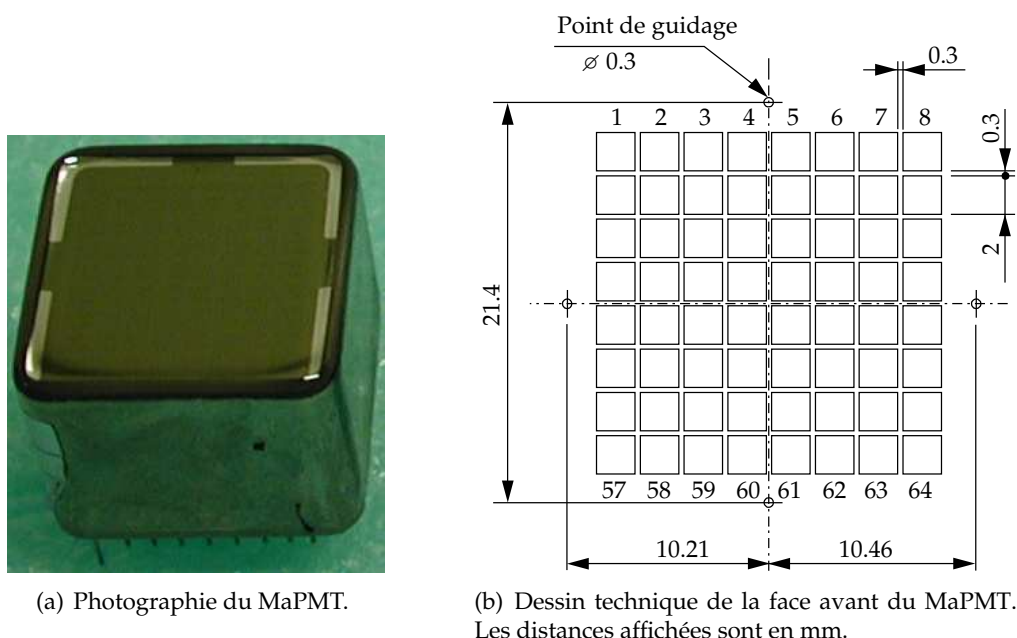 Point de guidage
⌀ 0.3
0.3
1 2 3 4 5 6 7 8
0.3
2
21.4
57 58 59 60 61 62 63 64
10.21 10.46
(a) Photographie du MaPMT.
(b) Dessin technique de la face avant du MaPMT.
Les distances affichées sont en mm.